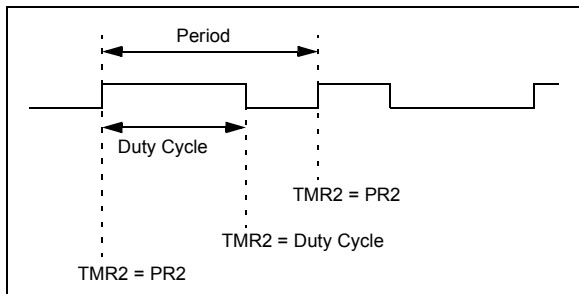 Period
Duty Cycle
TMR2 = PR2
TMR2 = Duty Cycle
TMR2 = PR2